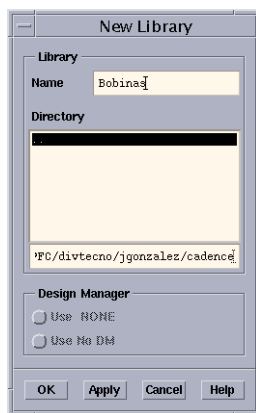 New Library
Library
Name Bobinas
Directory
..
?FC/divtecno/jgonzalez/cadence
Design Manager
Use NONE
Use No DM
OK Apply Cancel Help